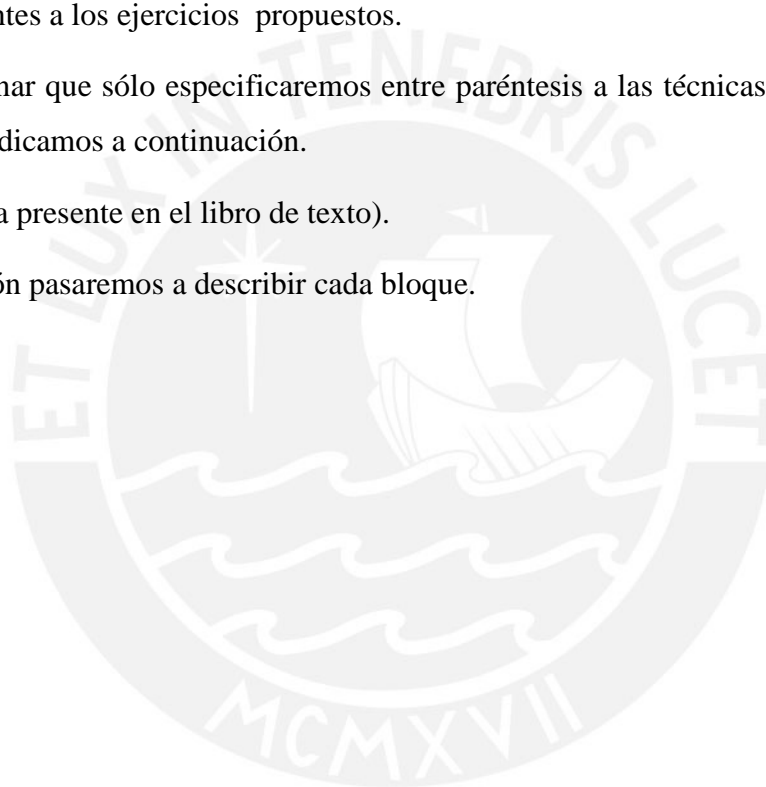 ntes a los ejercicios propuestos.
nar que sólo especificaremos entre paréntesis a las técnicas
dicamos a continuación.
a presente en el libro de texto).
ón pasaremos a describir cada bloque.
ET LUX IN TENEBRIS LUCET
MCMXVII